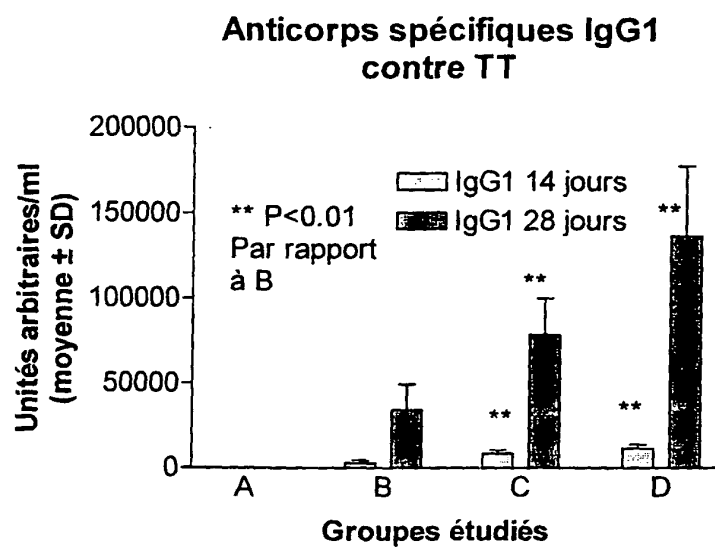 Anticorps spécifiques IgG1
contre TT
Unités arbitraires/ml
(moyenne ± SD)
200000
150000
100000
50000
0
** P<0.01
Par rapport
à B
IgG1 14 jours
IgG1 28 jours
**
**
**
**
A
B
C
D
Groupes étudiés